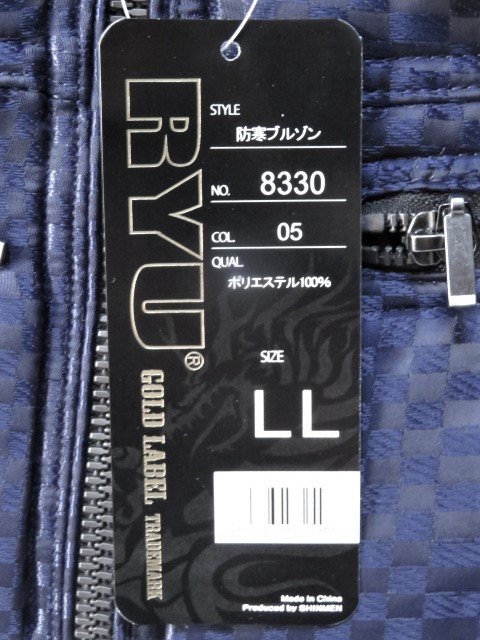 RYU®
GOLD LABEL TRADEMARK
STYLE
防寒ブルゾン
NO. 8330
COL. 05
QUAL
ポリエステル100%
SIZE
LL
Made in China
Produced by SHINMEN